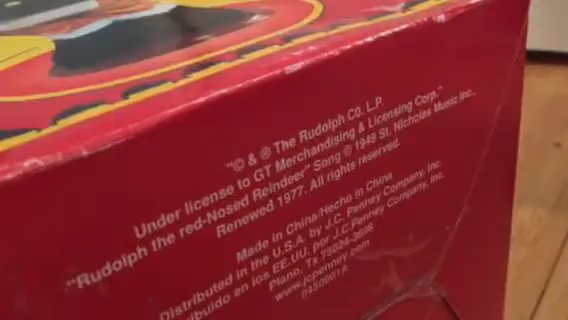 "© & ® The Rudolph Co. L.P.
Under license to GT Merchandising & Licensing Corp."
"Rudolph the red-Nosed Reindeer" Song © 1949 St. Nicholas Music Inc.,
Renewed 1977. All rights reserved.
Made in China/Hecho in China
Distributed in the U.S.A. by J.C. Penney Company, Inc.
ribuido en los EE.UU. por J.C.Penney Company, Inc.
Plano, Tx 75024-3698
www.jcpenney.com
0450001A